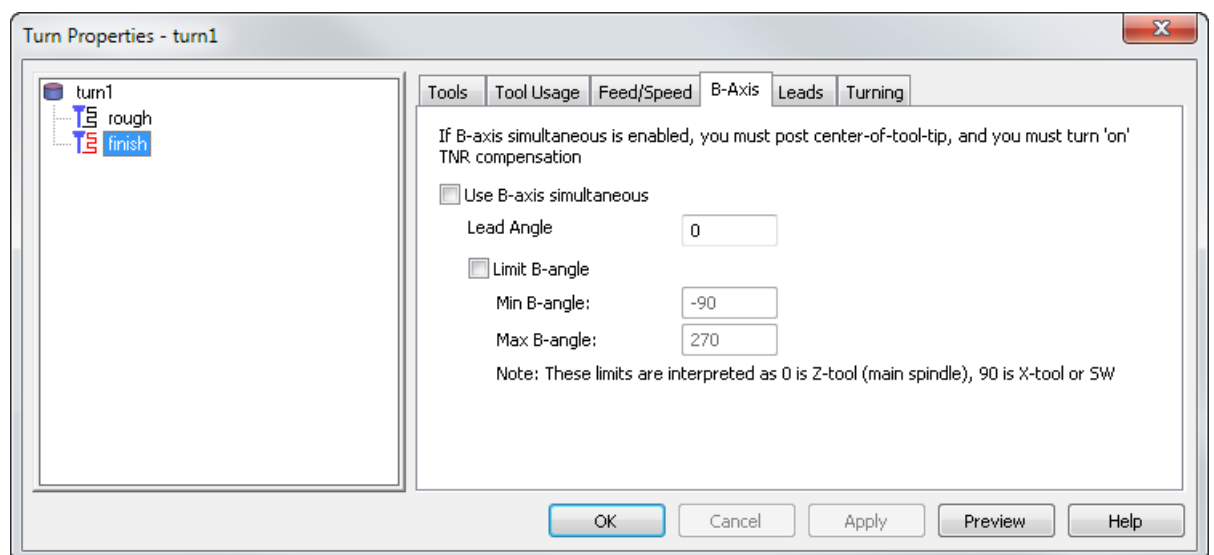 Turn Properties - turn1
turn1
rough
finish
Tools Tool Usage Feed/Speed B-Axis Leads Turning
If B-axis simultaneous is enabled, you must post center-of-tool-tip, and you must turn 'on'
TNR compensation
Use B-axis simultaneous
Lead Angle 0
Limit B-angle
Min B-angle: -90
Max B-angle: 270
Note: These limits are interpreted as 0 is Z-tool (main spindle), 90 is X-tool or SW
OK Cancel Apply Preview Help